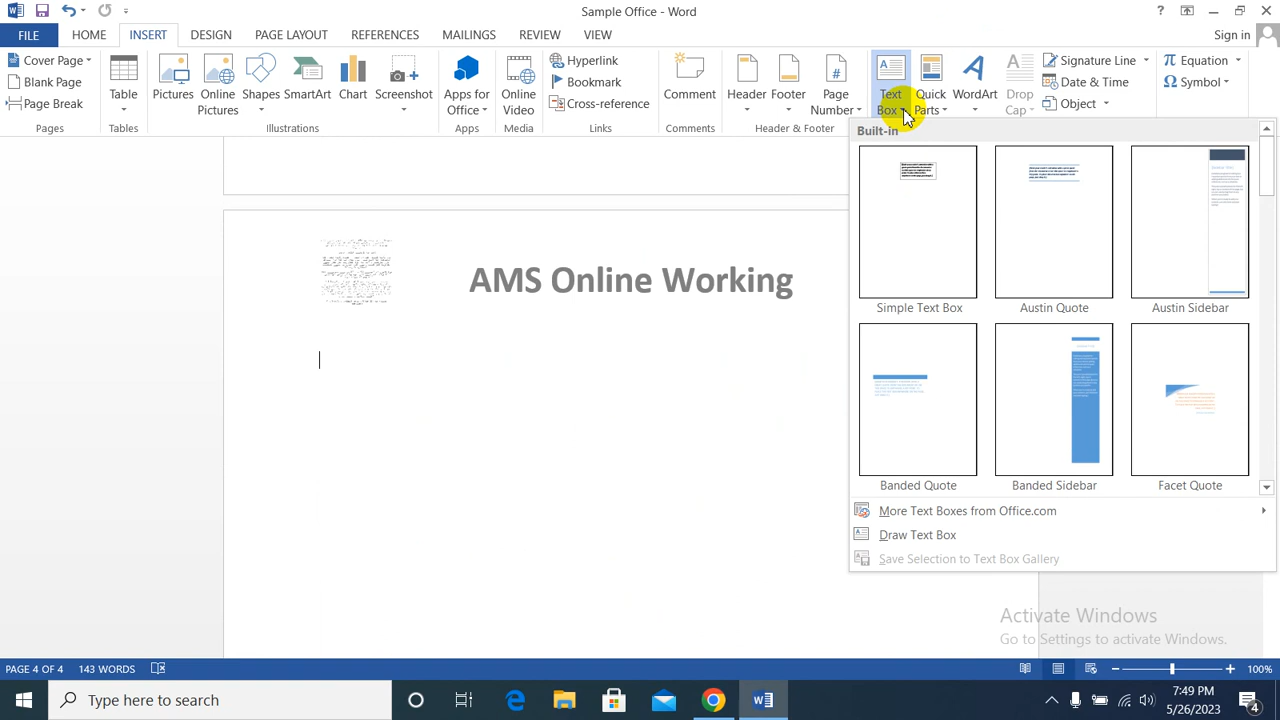 Sample Office - Word
?
FILE HOME INSERT DESIGN PAGE LAYOUT REFERENCES MAILINGS REVIEW VIEW Sign in
Cover Page
Blank Page
Page Break
Pages
Table
Tables
Pictures
Online Pictures
Shapes
SmartArt
Chart
Screenshot
Illustrations
Apps for Office
Apps
Online Video
Media
Hyperlink
Bookmark
Cross-reference
Links
Comment
Comments
Header
Footer
Page Number
Header & Footer
Text Box
Quick Parts
WordArt
Drop Cap
Signature Line
Date & Time
Object
Equation
Symbol
Built-in
Simple Text Box
Austin Quote
Austin Sidebar
Banded Quote
Banded Sidebar
Facet Quote
More Text Boxes from Office.com
Draw Text Box
Save Selection to Text Box Gallery
AMS Online Working
Activate Windows
Go to Settings to activate Windows.
PAGE 4 OF 4 143 WORDS
100%
Type here to search
7:49 PM
5/26/2023
4